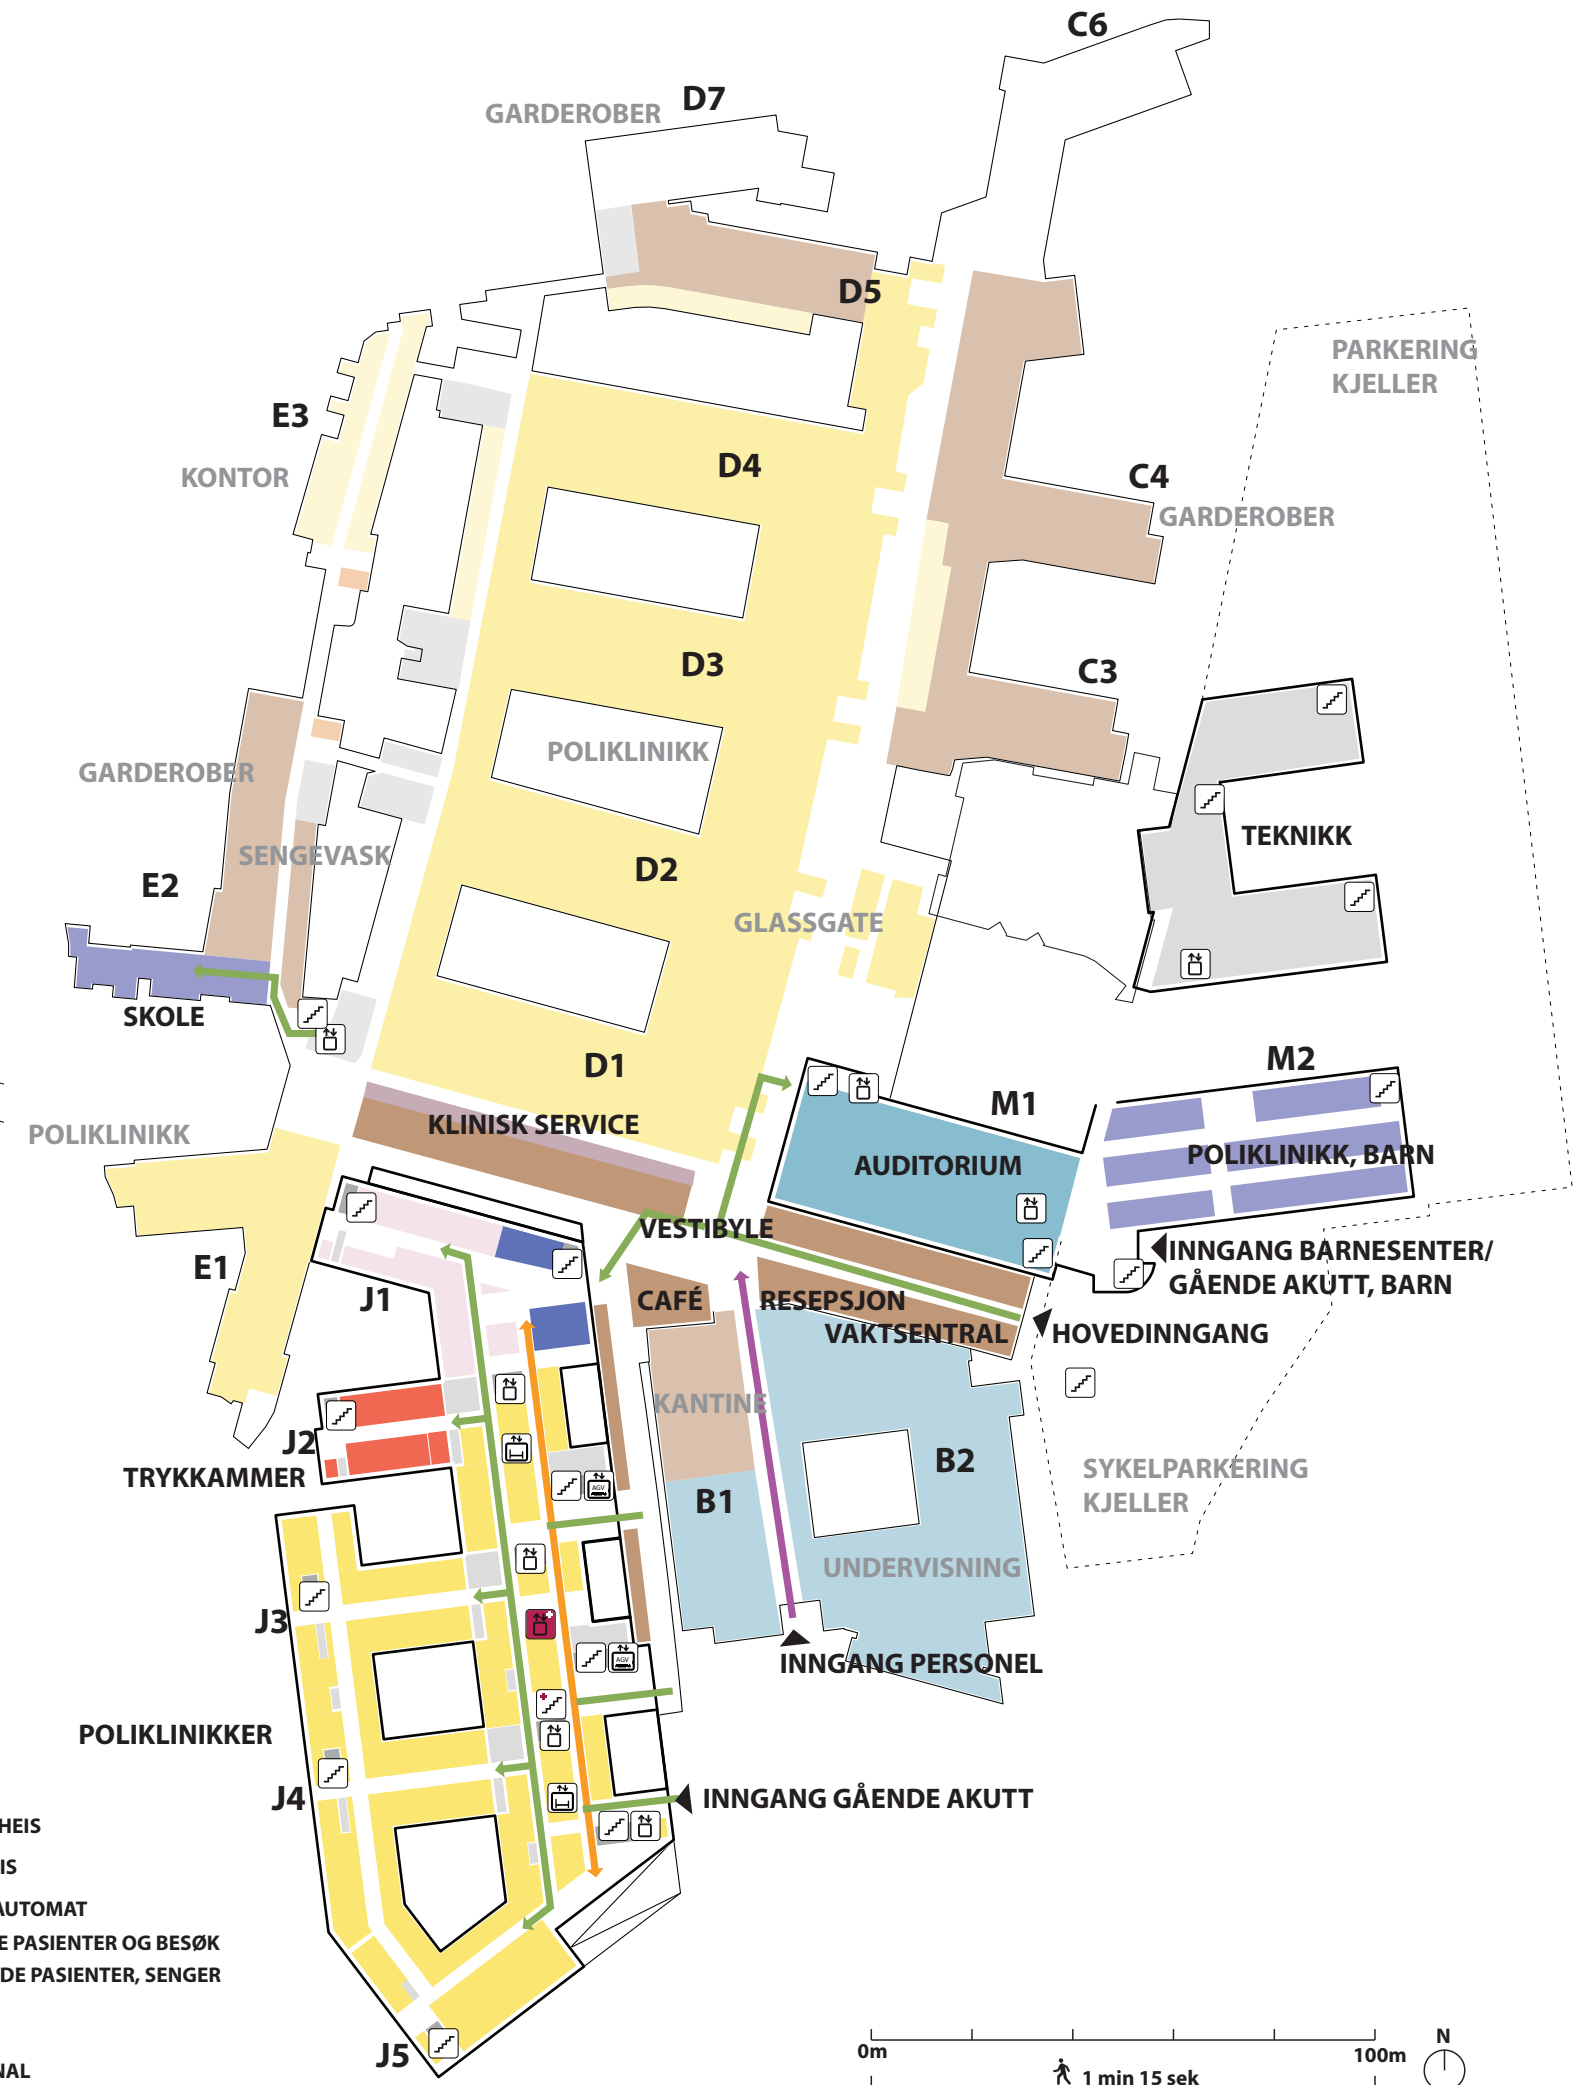 C6
D7
GARDEROBER
D5
PARKERING
KJELLER
E3
KONTOR
D4
C4
GARDEROBER
D3
C3
POLIKLINIKK
GARDEROBER
TEKNIKK
SENGEVASK
E2
D2
GLASSGATE
SKOLE
D1
M1
M2
KLINISK SERVICE
POLIKLINIKK
POLIKLINIKK, BARN
AUDITORIUM
VESTIBYLE
INNGANG BARNESENTER/
GÅENDE AKUTT, BARN
E1
J1
CAFÉ
RESEPSJON
VAKTSENTRAL
HOVEDINNGANG
KANTINE
J2
TRYKKAMMER
B2
B1
SYKELPARKERING
KJELLER
AGV
UNDERVISNING
J3
AGV
INNGANG PERSONEL
POLIKLINIKKER
J4
INNGANG GÅENDE AKUTT
HEIS
IS
AUTOMAT
E PASIENTER OG BESØK
DE PASIENTER, SENGER
J5
NAL
0m
100m
N
1 min 15 sek